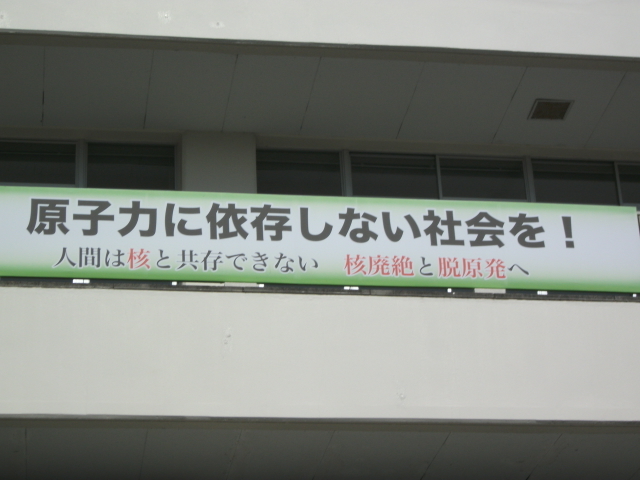 原子力に依存しない社会を！
人間は核と共存できない　核廃絶と脱原発へ